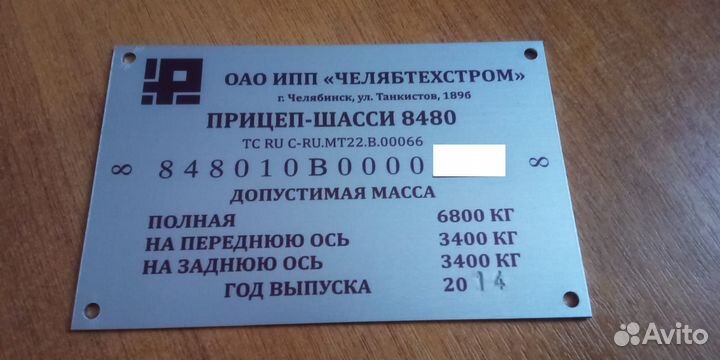 ОАО ИПП «ЧЕЛЯБТЕХСТРОМ»
г. Челябинск, ул. Танкистов, 189б
ПРИЦЕП-ШАССИ 8480
ТС RU С-RU.МТ22.В.00066
∞ 848010В0000 ∞
ДОПУСТИМАЯ МАССА
ПОЛНАЯ 6800 КГ
НА ПЕРЕДНЮЮ ОСЬ 3400 КГ
НА ЗАДНЮЮ ОСЬ 3400 КГ
ГОД ВЫПУСКА 2014
Avito